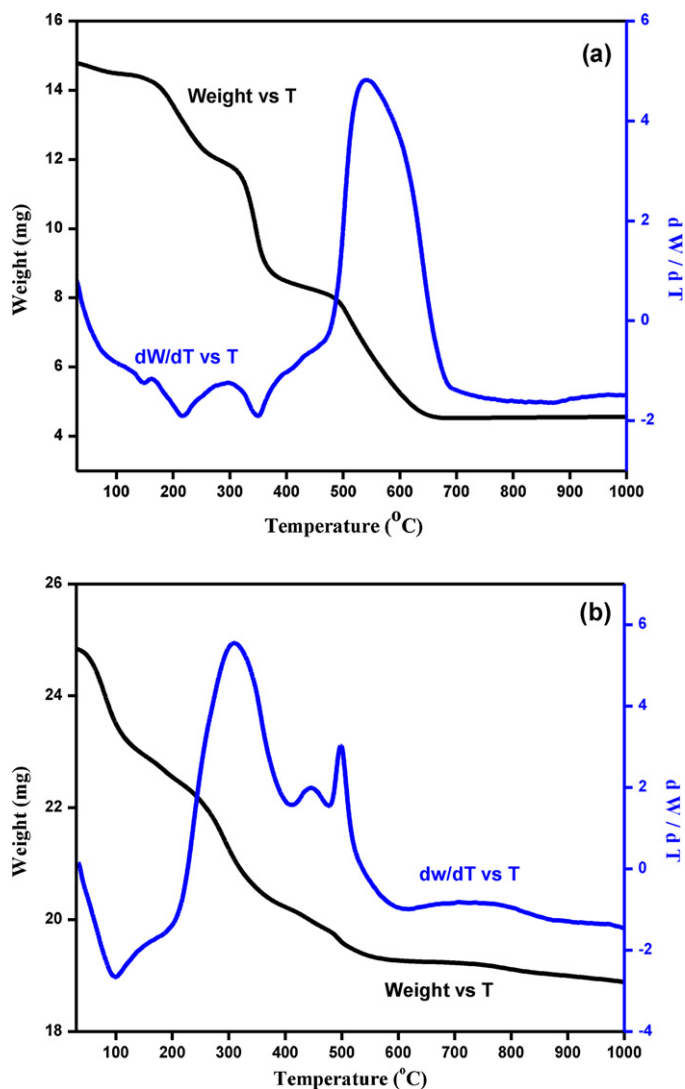 (a)
Weight vs T
dW/dT vs T
Weight (mg)
16
14
12
10
8
6
4
d W / d T
6
4
2
0
-2
100 200 300 400 500 600 700 800 900 1000
Temperature (°C)
(b)
dw/dT vs T
Weight vs T
Weight (mg)
26
24
22
20
18
d W / d T
6
4
2
0
-2
-4
100 200 300 400 500 600 700 800 900 1000
Temperature (°C)